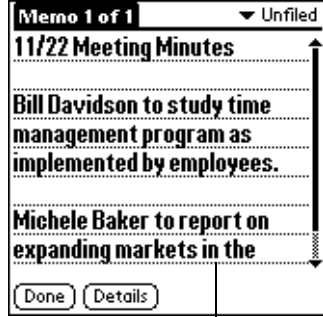 Memo 1 of 1 Unfiled
11/22 Meeting Minutes
Bill Davidson to study time
management program as
implemented by employees.
Michele Baker to report on
expanding markets in the
Done Details